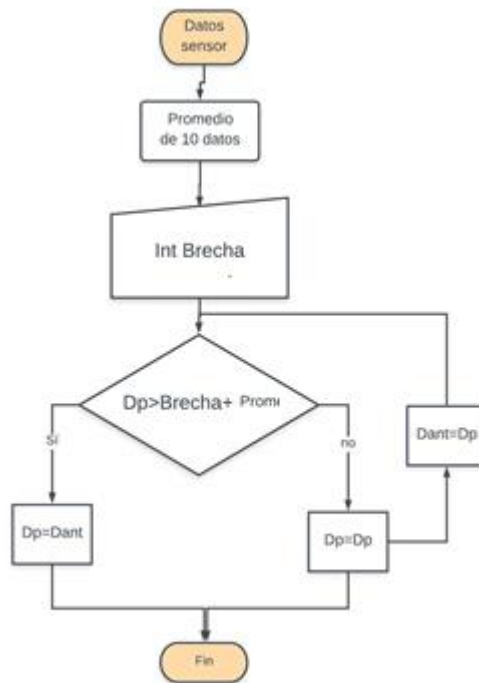 Datos
sensor
Promedio
de 10 datos
Int Brecha
Dp>Brecha+ Prom
Sí
no
Dant=Dp
Dp=Dant
Dp=Dp
Fin